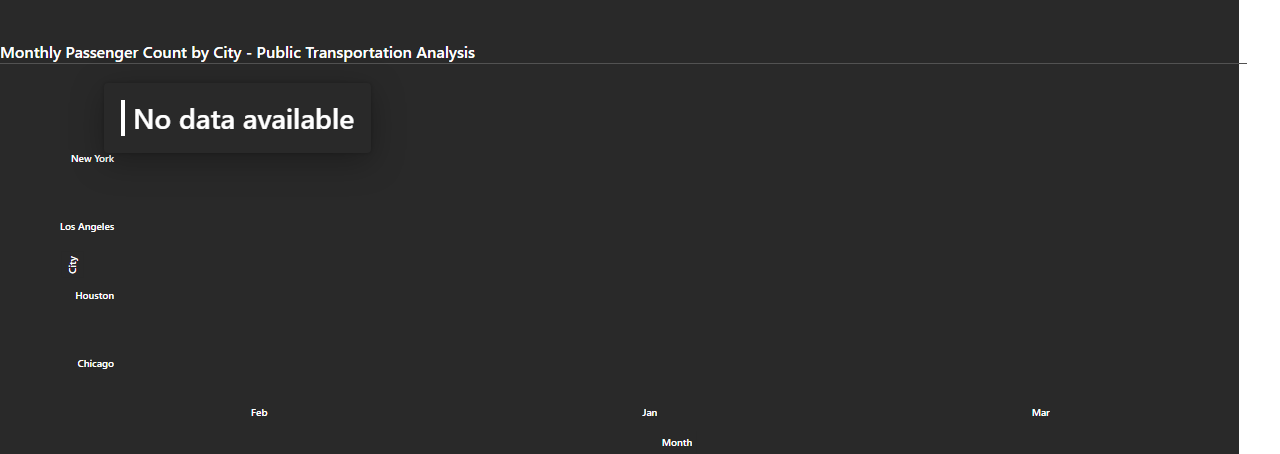 Monthly Passenger Count by City - Public Transportation Analysis
No data available
New York
Los Angeles
City
Houston
Chicago
Feb Jan Mar
Month